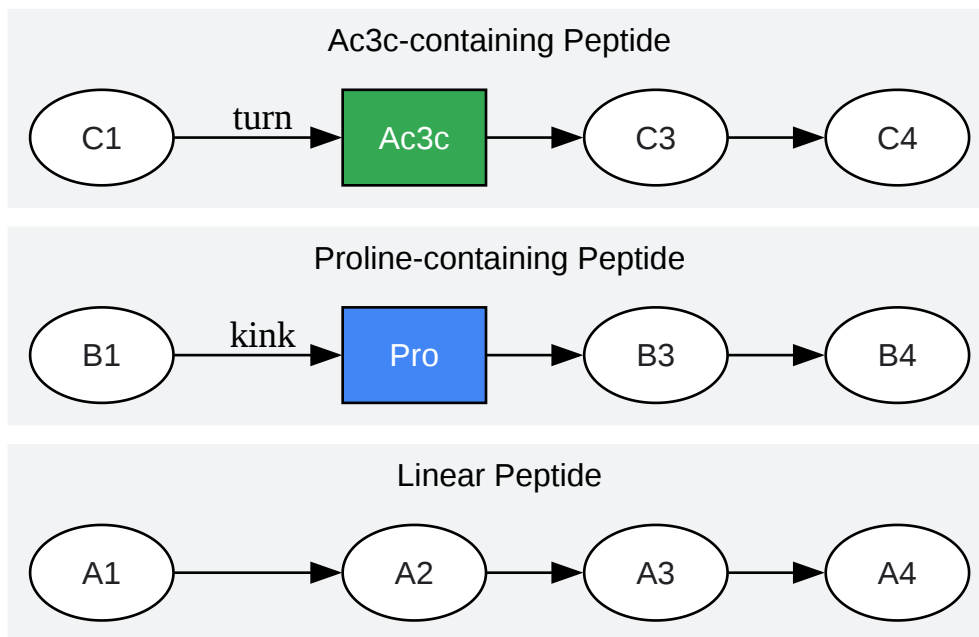 Ac3c-containing Peptide
C1 turn Ac3c C3 C4
Proline-containing Peptide
B1 kink Pro B3 B4
Linear Peptide
A1 A2 A3 A4